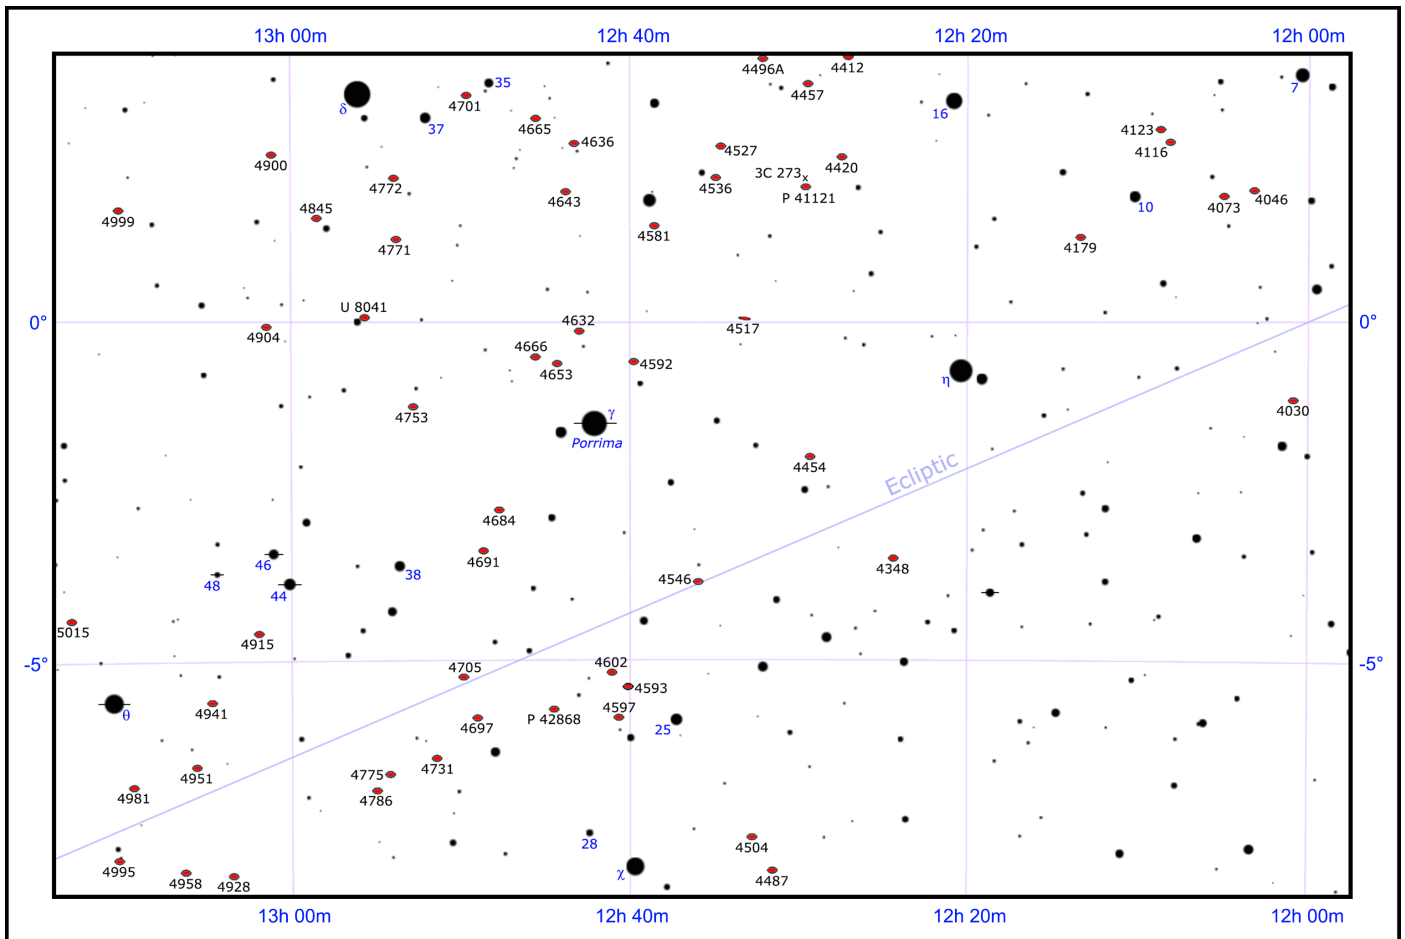 13h 00m 12h 40m 12h 20m 12h 00m
4496A 4412
δ 35 4701 4457 16 7
37 4665 4636 4123
4527 4116
4900 4772 3C 273 x 4420
4536 P 41121
4999 4845 4643 4581 10 4073 4046
4771 4179
U 8041
0° 4904 4632 4517 0°
4666 4653 4592
η
4753 γ 4030
Porrima
4454 Ecliptic
4684
46 4691 4348
48 44 38 4546
5015 4915
-5° 4705 4602 -5°
4593
θ 4941 4697 P 42868 4597 25
4951 4775 4731
4981 4786
28 4504
4995 4958 4928 χ 4487
13h 00m 12h 40m 12h 20m 12h 00m